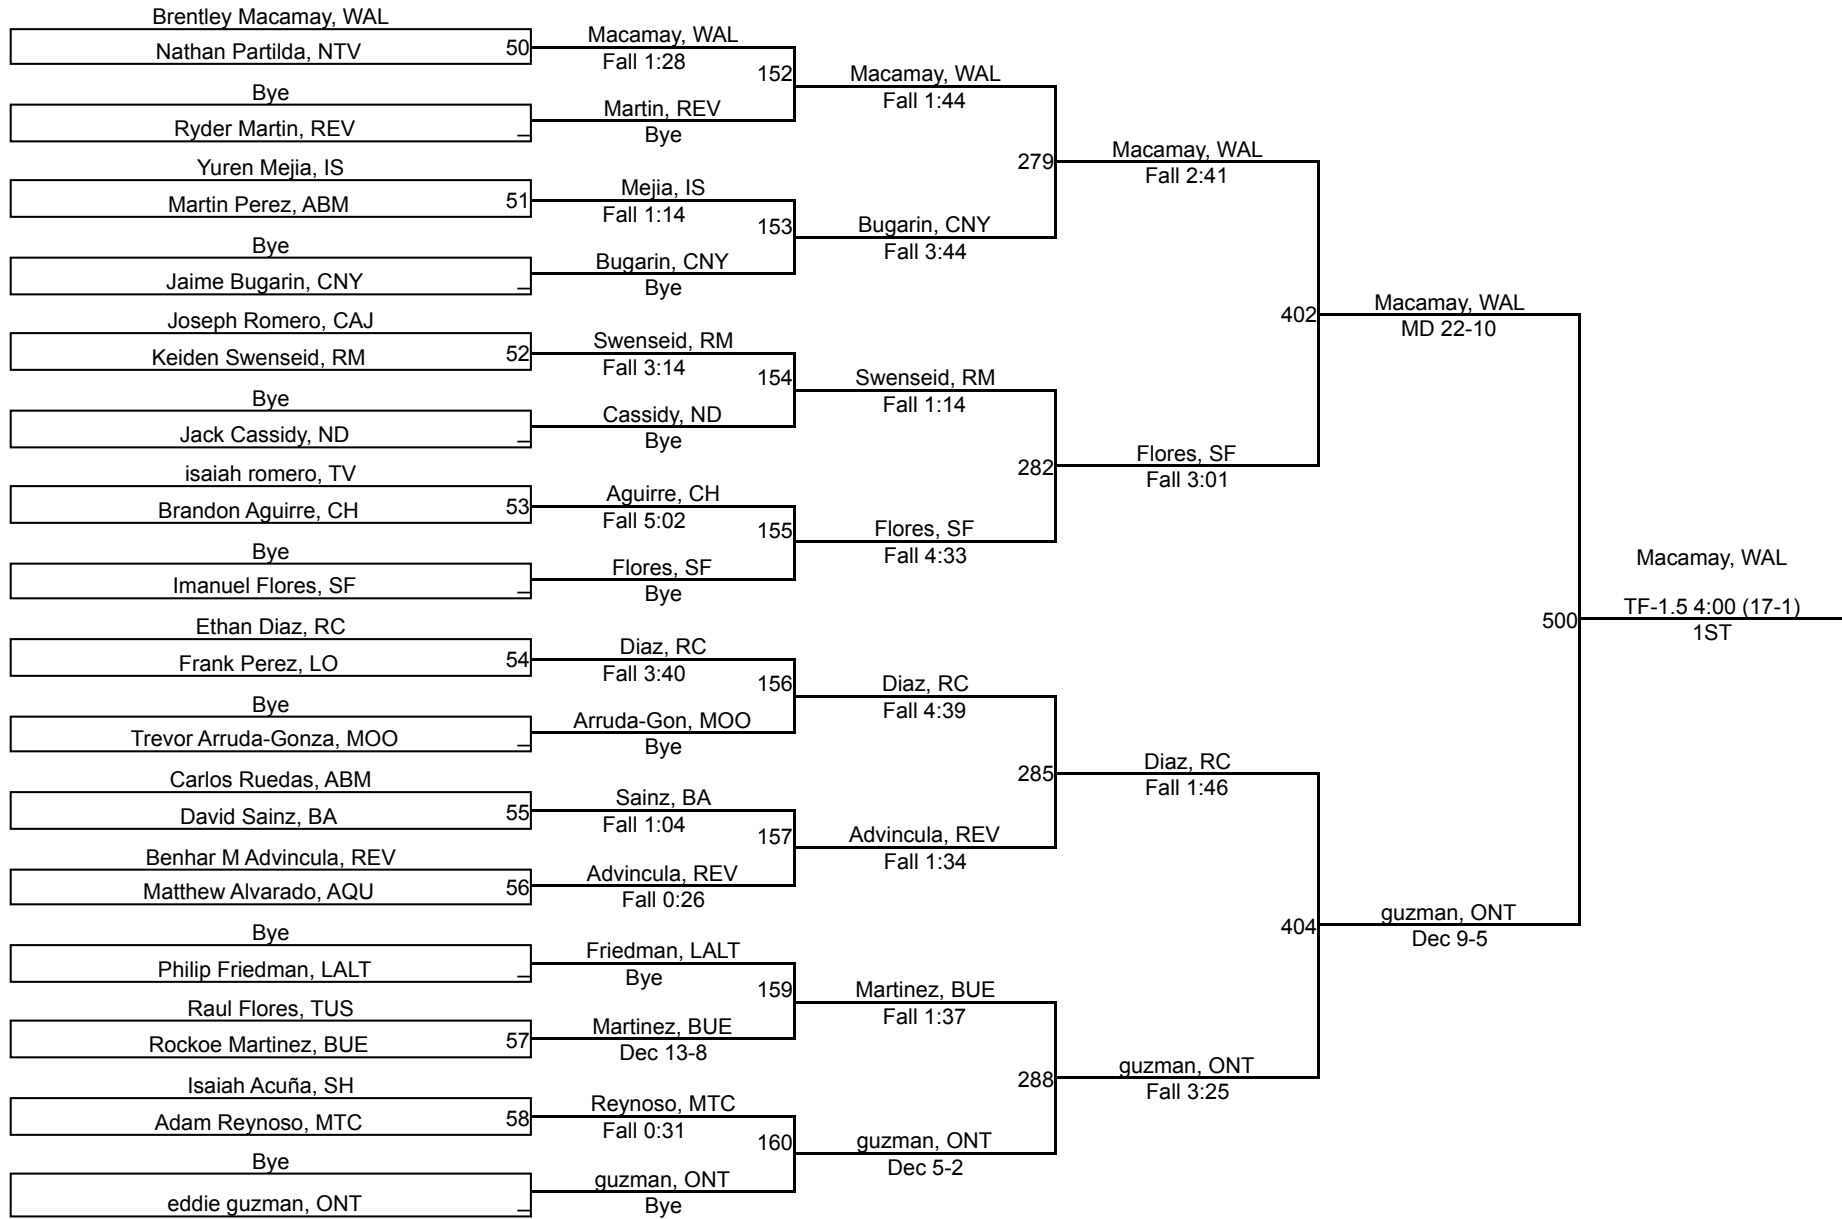 Brentley Macamay, WAL
Nathan Partilda, NTV
50
Bye
Ryder Martin, REV
_
Yuren Mejia, IS
Martin Perez, ABM
51
Bye
Jaime Bugarin, CNY
_
Joseph Romero, CAJ
Keiden Swenseid, RM
52
Bye
Jack Cassidy, ND
_
isaiah romero, TV
Brandon Aguirre, CH
53
Bye
Imanuel Flores, SF
_
Ethan Diaz, RC
Frank Perez, LO
54
Bye
Trevor Arruda-Gonza, MOO
_
Carlos Ruedas, ABM
David Sainz, BA
55
Benhar M Advincula, REV
Matthew Alvarado, AQU
56
Bye
Philip Friedman, LALT
_
Raul Flores, TUS
Rockoe Martinez, BUE
57
Isaiah Acuña, SH
Adam Reynoso, MTC
58
Bye
eddie guzman, ONT
_
Macamay, WAL
Fall 1:28
152
Martin, REV
Bye
Mejia, IS
Fall 1:14
153
Bugarin, CNY
Bye
Swenseid, RM
Fall 3:14
154
Cassidy, ND
Bye
Aguirre, CH
Fall 5:02
155
Flores, SF
Bye
Diaz, RC
Fall 3:40
156
Arruda-Gon, MOO
Bye
Sainz, BA
Fall 1:04
157
Advincula, REV
Fall 0:26
Friedman, LALT
Bye
159
Martinez, BUE
Dec 13-8
Reynoso, MTC
Fall 0:31
160
guzman, ONT
Bye
Macamay, WAL
Fall 1:44
279
Bugarin, CNY
Fall 3:44
Swenseid, RM
Fall 1:14
282
Flores, SF
Fall 4:33
Diaz, RC
Fall 4:39
285
Advincula, REV
Fall 1:34
Martinez, BUE
Fall 1:37
288
guzman, ONT
Dec 5-2
Macamay, WAL
Fall 2:41
402
Flores, SF
Fall 3:01
Diaz, RC
Fall 1:46
404
guzman, ONT
Fall 3:25
Macamay, WAL
MD 22-10
500
guzman, ONT
Dec 9-5
Macamay, WAL
TF-1.5 4:00 (17-1)
1ST